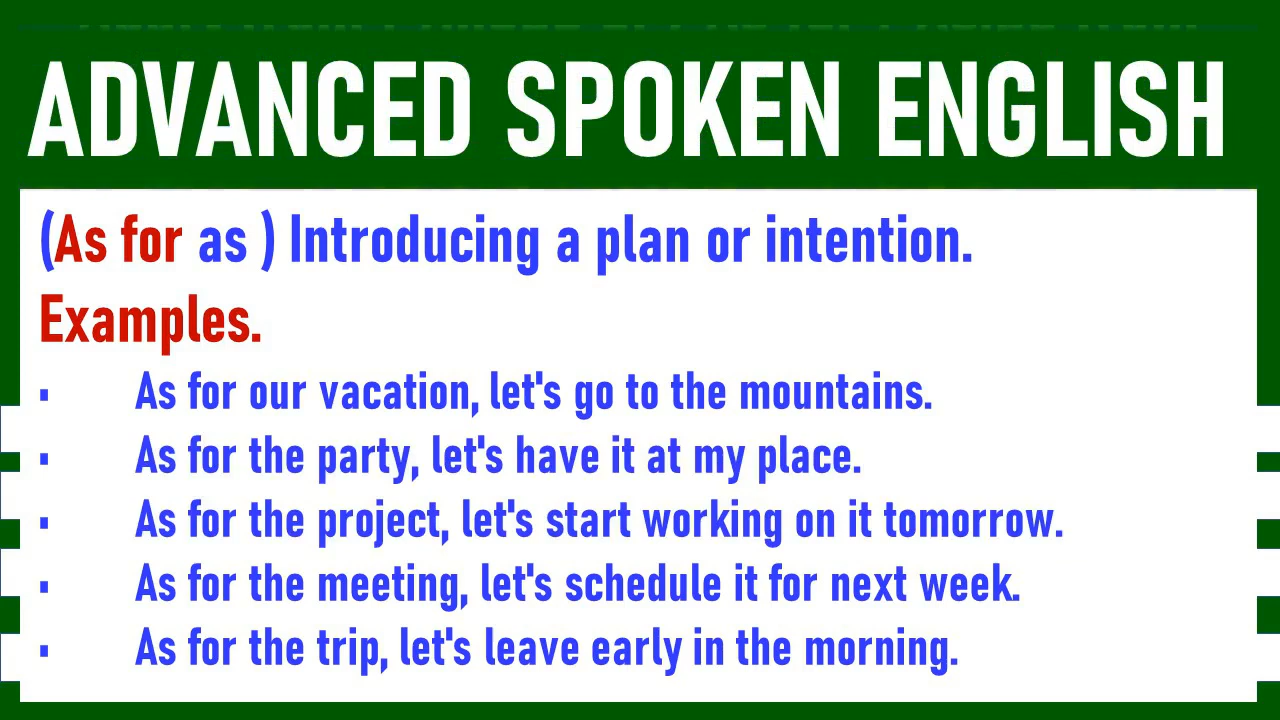 ADVANCED SPOKEN ENGLISH
(As for as ) Introducing a plan or intention.
Examples.
▪ As for our vacation, let's go to the mountains.
▪ As for the party, let's have it at my place.
▪ As for the project, let's start working on it tomorrow.
▪ As for the meeting, let's schedule it for next week.
▪ As for the trip, let's leave early in the morning.